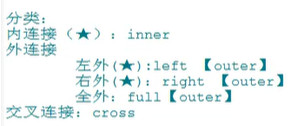 分类:
内连接(★): inner
外连接
左外(★):left 【outer】
右外(★): right 【outer】
全外: full【outer】
交叉连接: cross